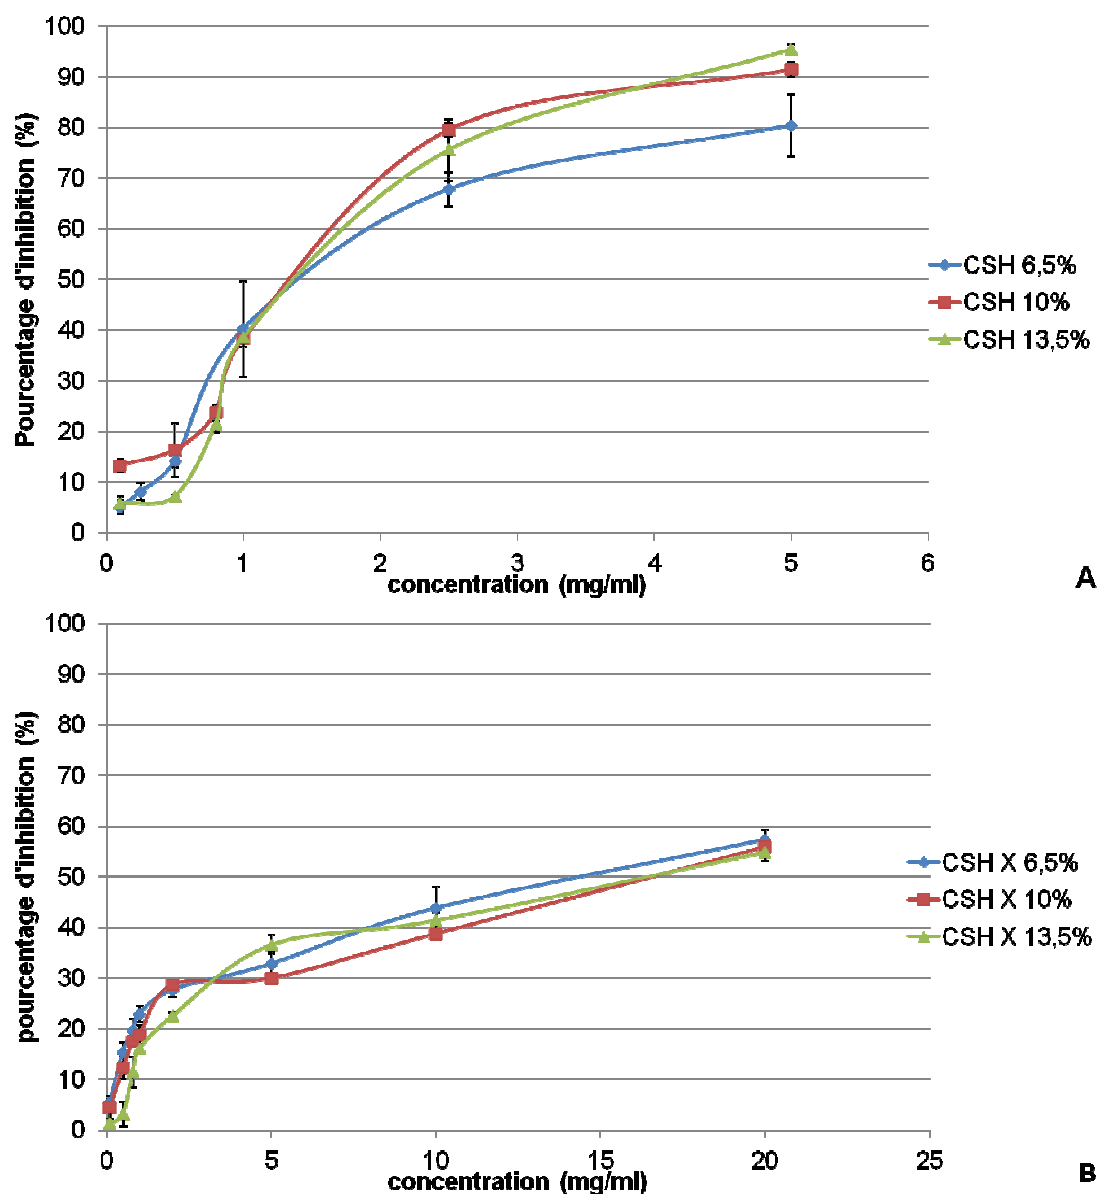 100
90
80
70
60
50
40
30
20
10
0
Pourcentage d'inhibition (%)
0 1 2 3 4 5 6
concentration (mg/ml)
CSH 6,5%
CSH 10%
CSH 13,5%
A
100
90
80
70
60
50
40
30
20
10
0
pourcentage d'inhibition (%)
0 5 10 15 20 25
concentration (mg/ml)
CSH X 6,5%
CSH X 10%
CSH X 13,5%
B